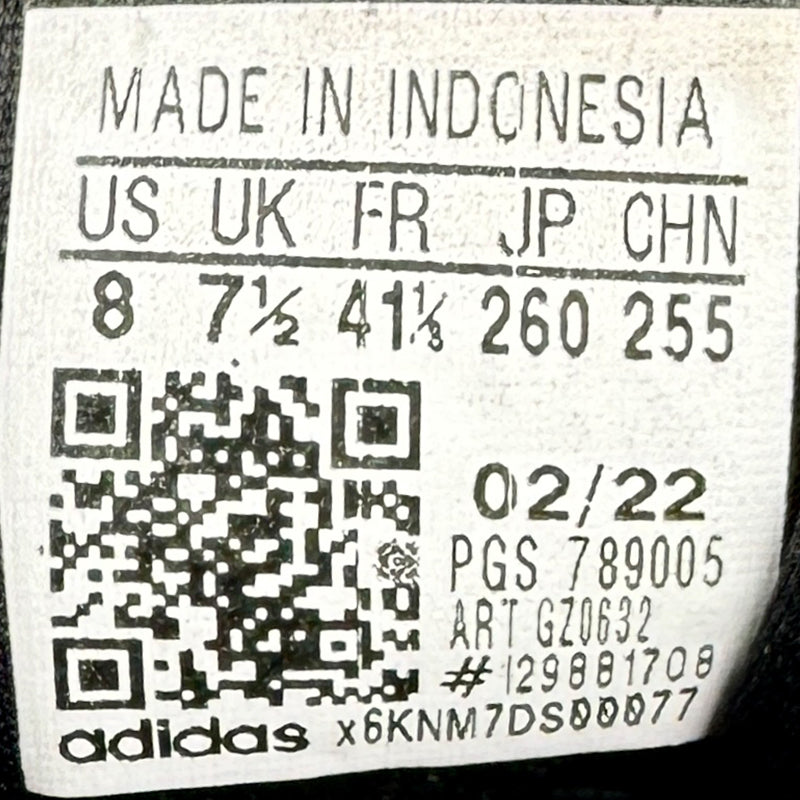 MADE IN INDONESIA
US UK FR JP CHN
8 7½ 41⅓ 260 255
02/22
PGS 789005
ART GZ0632
# 129881708
adidas x6KNM7DS00077